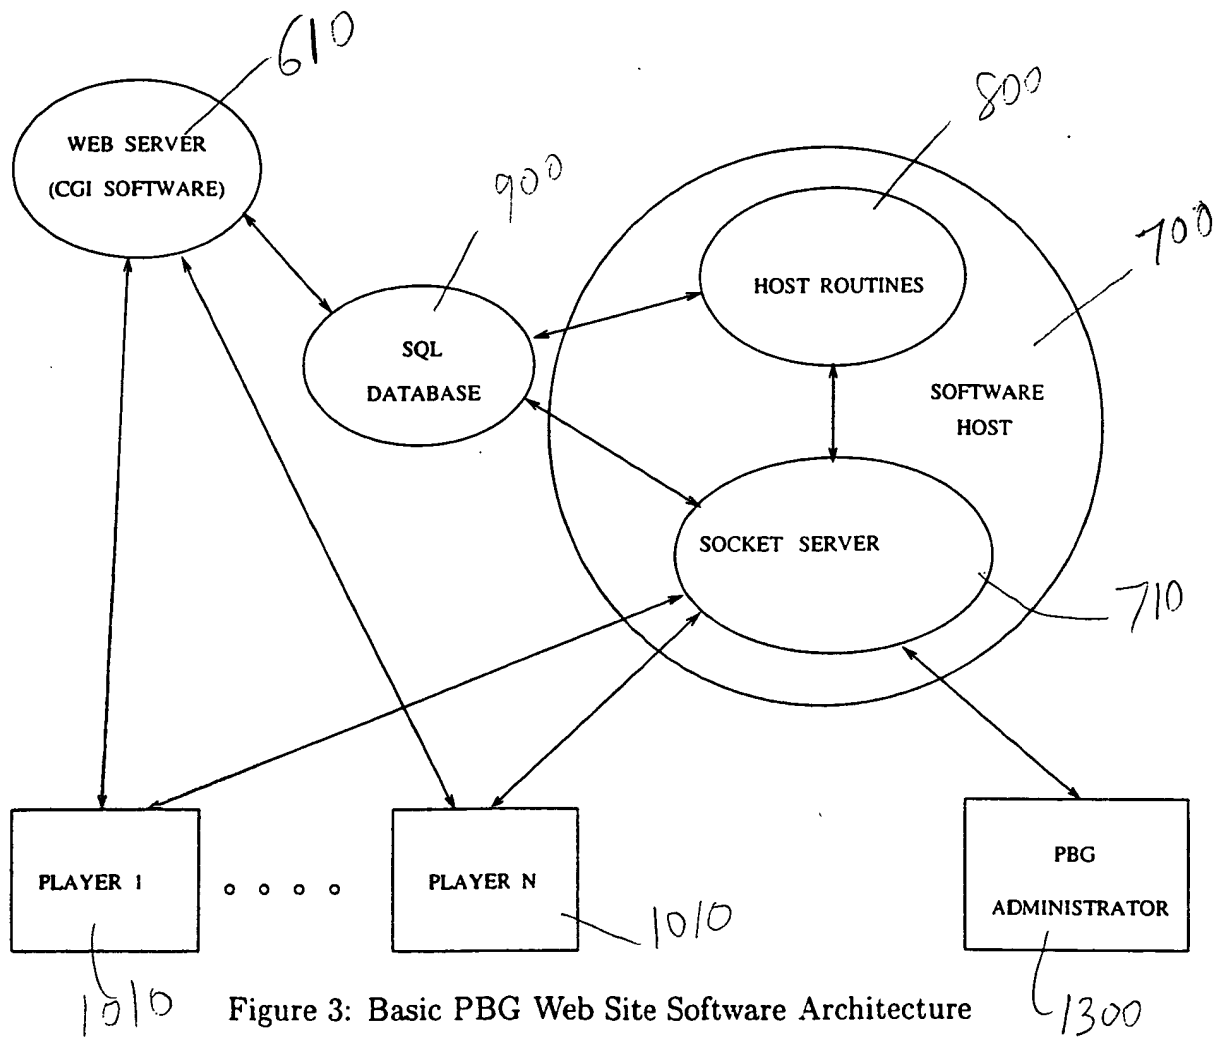 610
WEB SERVER
(CGI SOFTWARE)
800
900
700
HOST ROUTINES
SQL
DATABASE
SOFTWARE
HOST
SOCKET SERVER
710
PLAYER 1
PLAYER N
PBG
ADMINISTRATOR
1010
1010
1300
Figure 3: Basic PBG Web Site Software Architecture